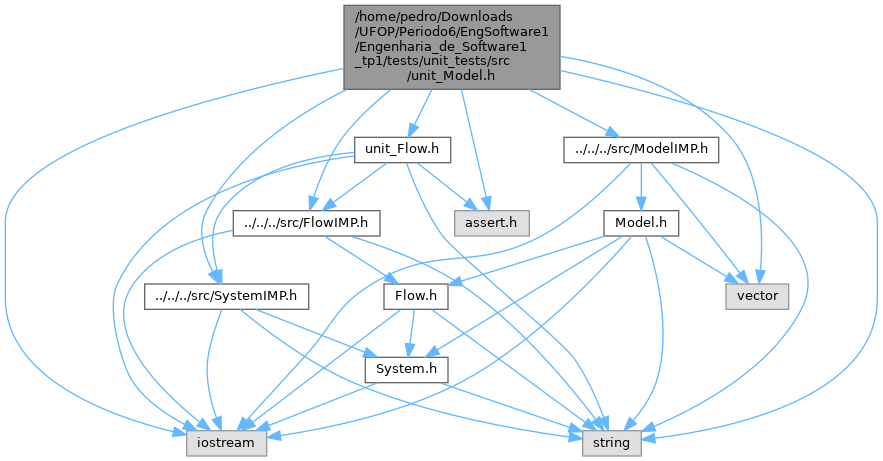 /home/pedro/Downloads
/UFOP/Periodo6/EngSoftware1
/Engenharia_de_Software1
_tp1/tests/unit_tests/src
/unit_Model.h
unit_Flow.h
../../../src/ModelIMP.h
../../../src/FlowIMP.h
assert.h
Model.h
../../../src/SystemIMP.h
Flow.h
vector
System.h
iostream
string